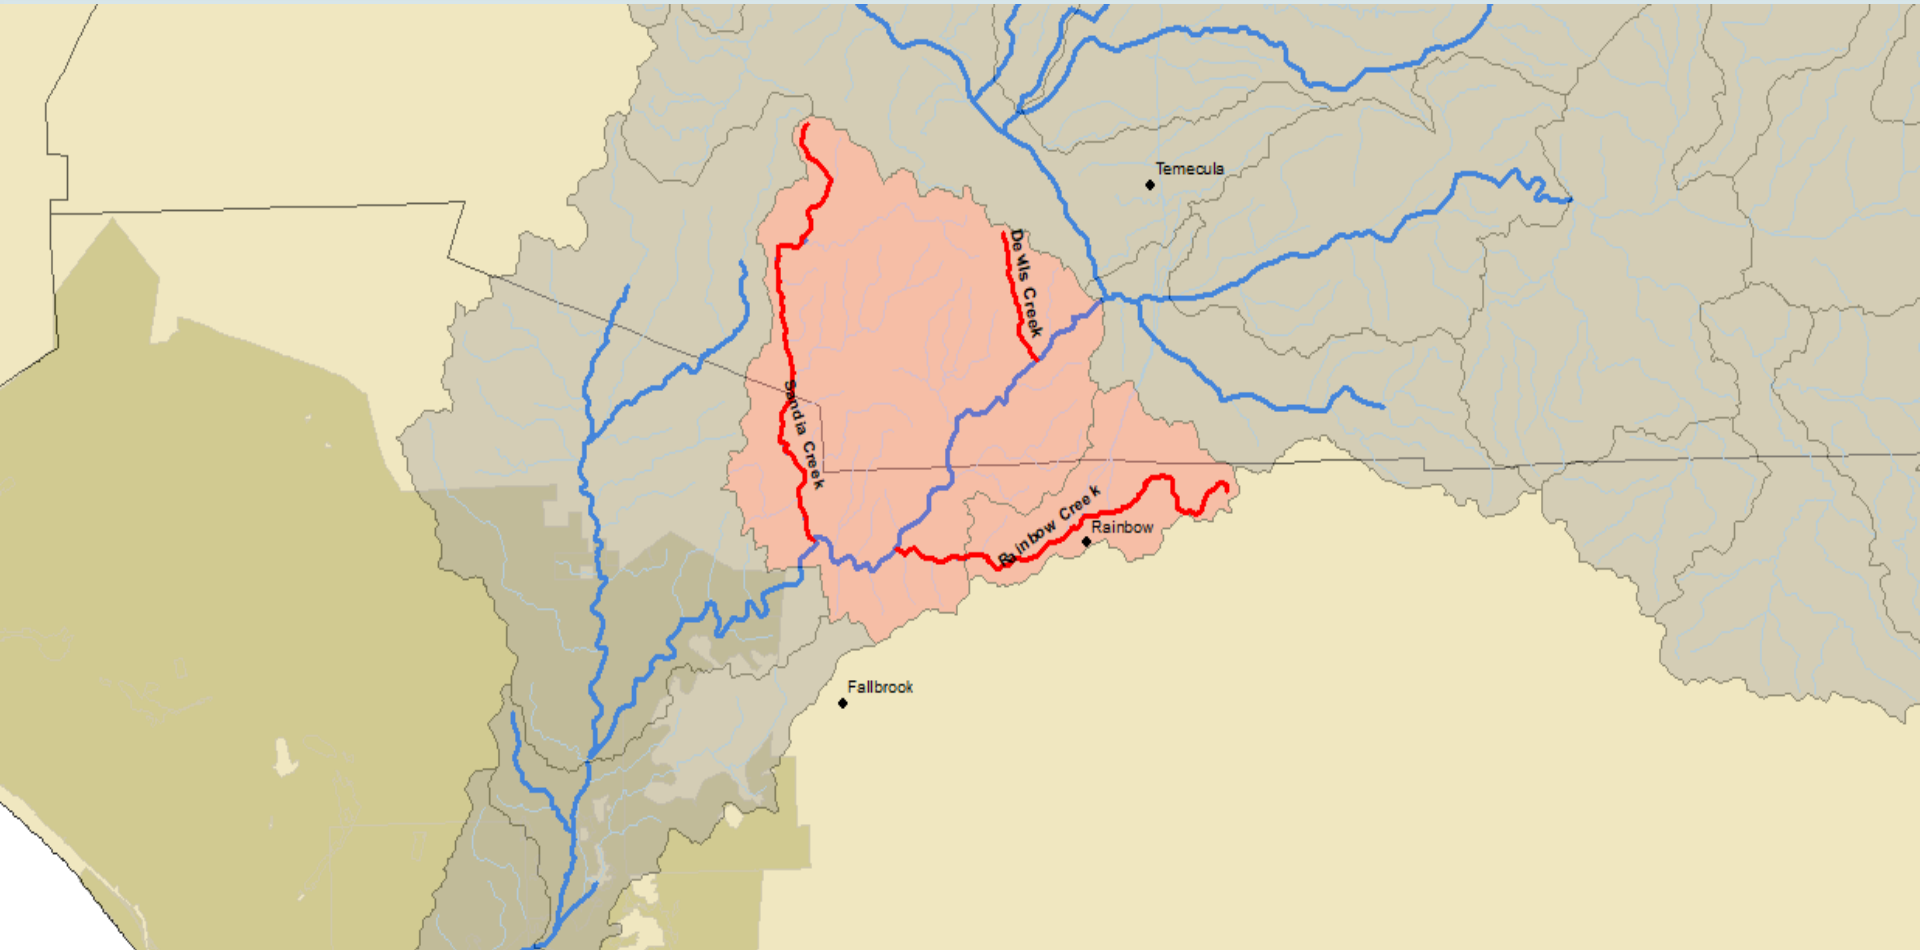 Temecula
Devils Creek
Sandia Creek
Rainbow Creek
Rainbow
Fallbrook